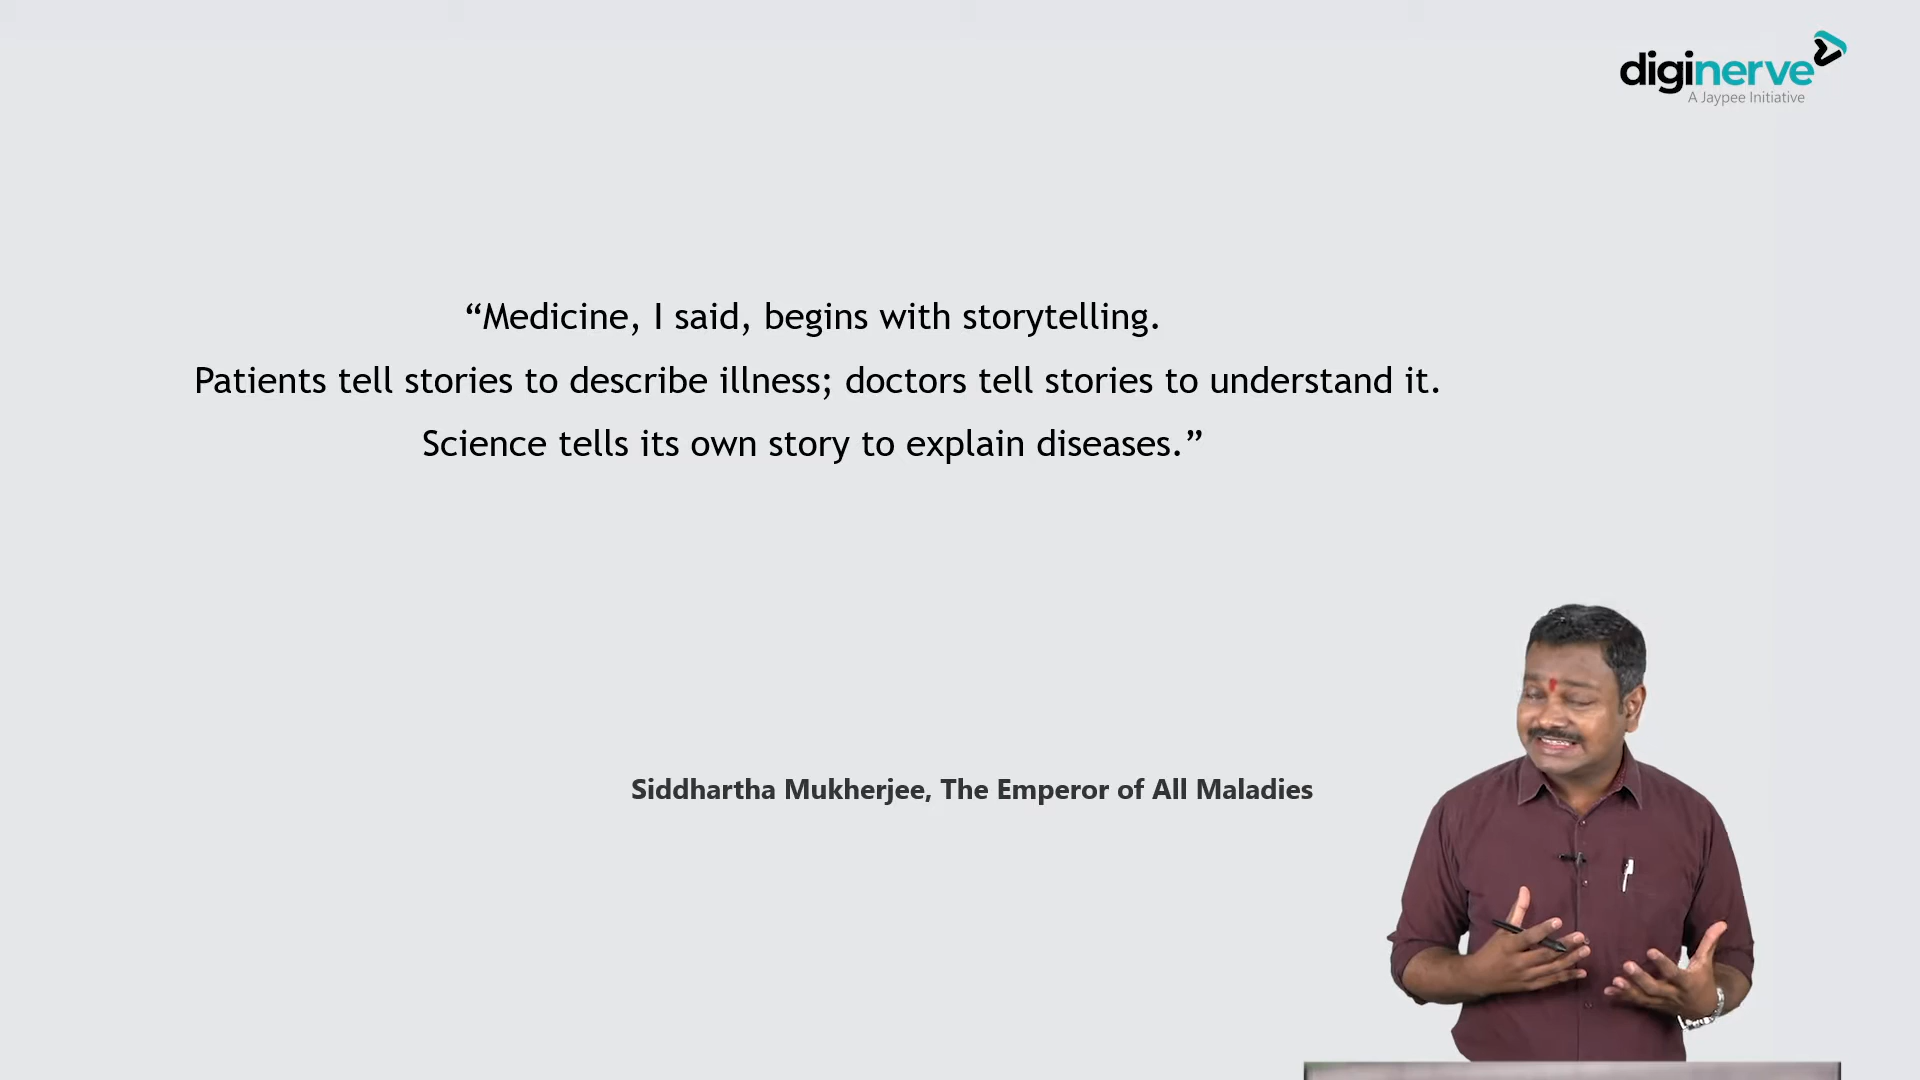 diginerve
A Jaypee Initiative
“Medicine, I said, begins with storytelling.
Patients tell stories to describe illness; doctors tell stories to understand it.
Science tells its own story to explain diseases.”
Siddhartha Mukherjee, The Emperor of All Maladies